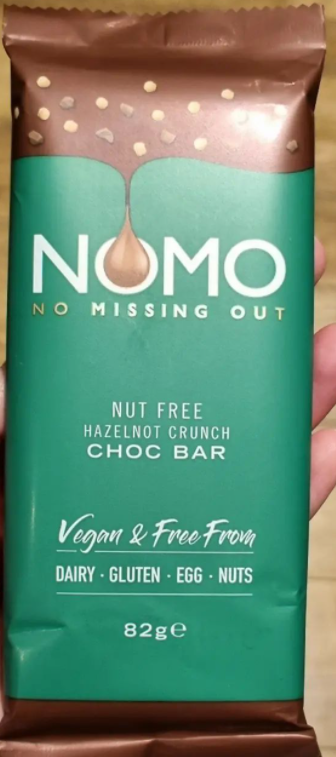 NOMO
NO MISSING OUT
NUT FREE
HAZELNOT CRUNCH
CHOC BAR
Vegan & Free From
DAIRY · GLUTEN · EGG · NUTS
82g℮